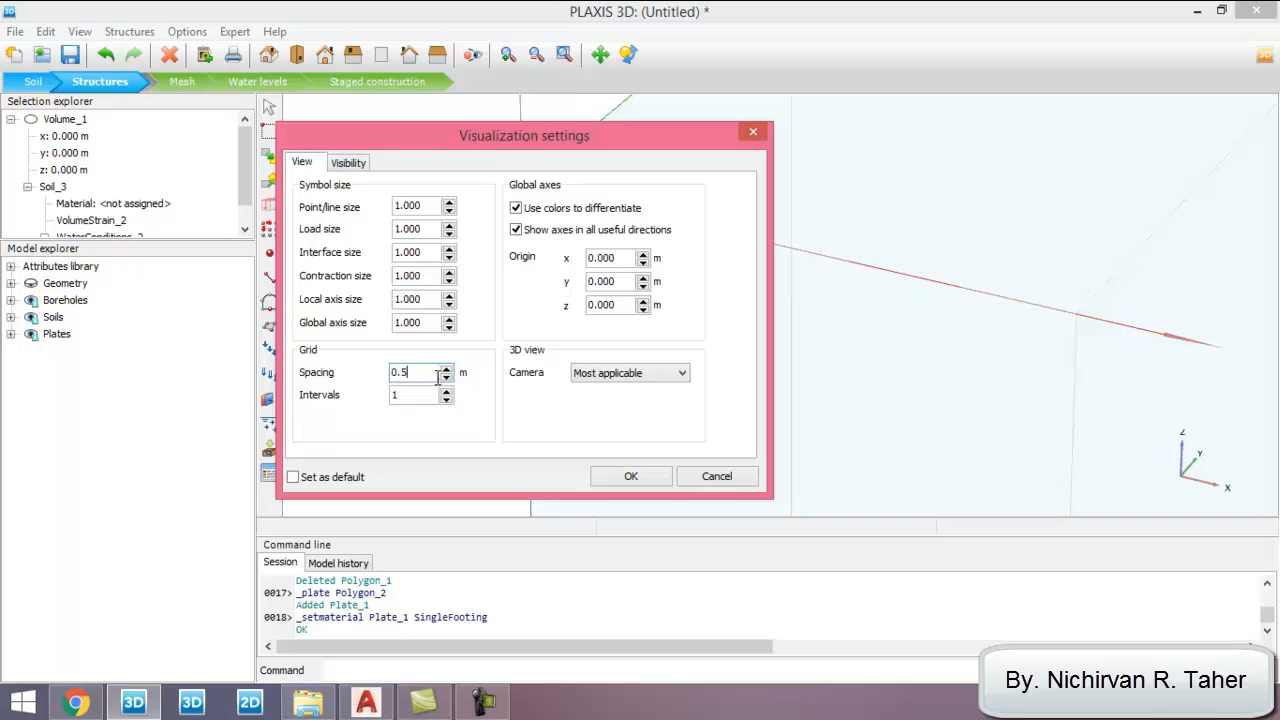 PLAXIS 3D: (Untitled) *
File Edit View Structures Options Expert Help
Soil Structures Mesh Water levels Staged construction
Selection explorer
Volume_1
x: 0.000 m
y: 0.000 m
z: 0.000 m
Soil_3
Material: <not assigned>
VolumeStrain_2
WaterConditions_2
Model explorer
Attributes library
Geometry
Boreholes
Soils
Plates
Visualization settings
View Visibility
Symbol size
Point/line size 1.000
Load size 1.000
Interface size 1.000
Contraction size 1.000
Local axis size 1.000
Global axis size 1.000
Grid
Spacing 0.5 m
Intervals 1
Global axes
Use colors to differentiate
Show axes in all useful directions
Origin x 0.000 m
y 0.000 m
z 0.000 m
3D view
Camera Most applicable
Set as default
OK Cancel
Z
Y
X
Command line
Session Model history
Deleted Polygon_1
0017> _plate Polygon_2
Added Plate_1
0018> _setmaterial Plate_1 SingleFooting
OK
Command
By. Nichirvan R. Taher
3D 3D 2D